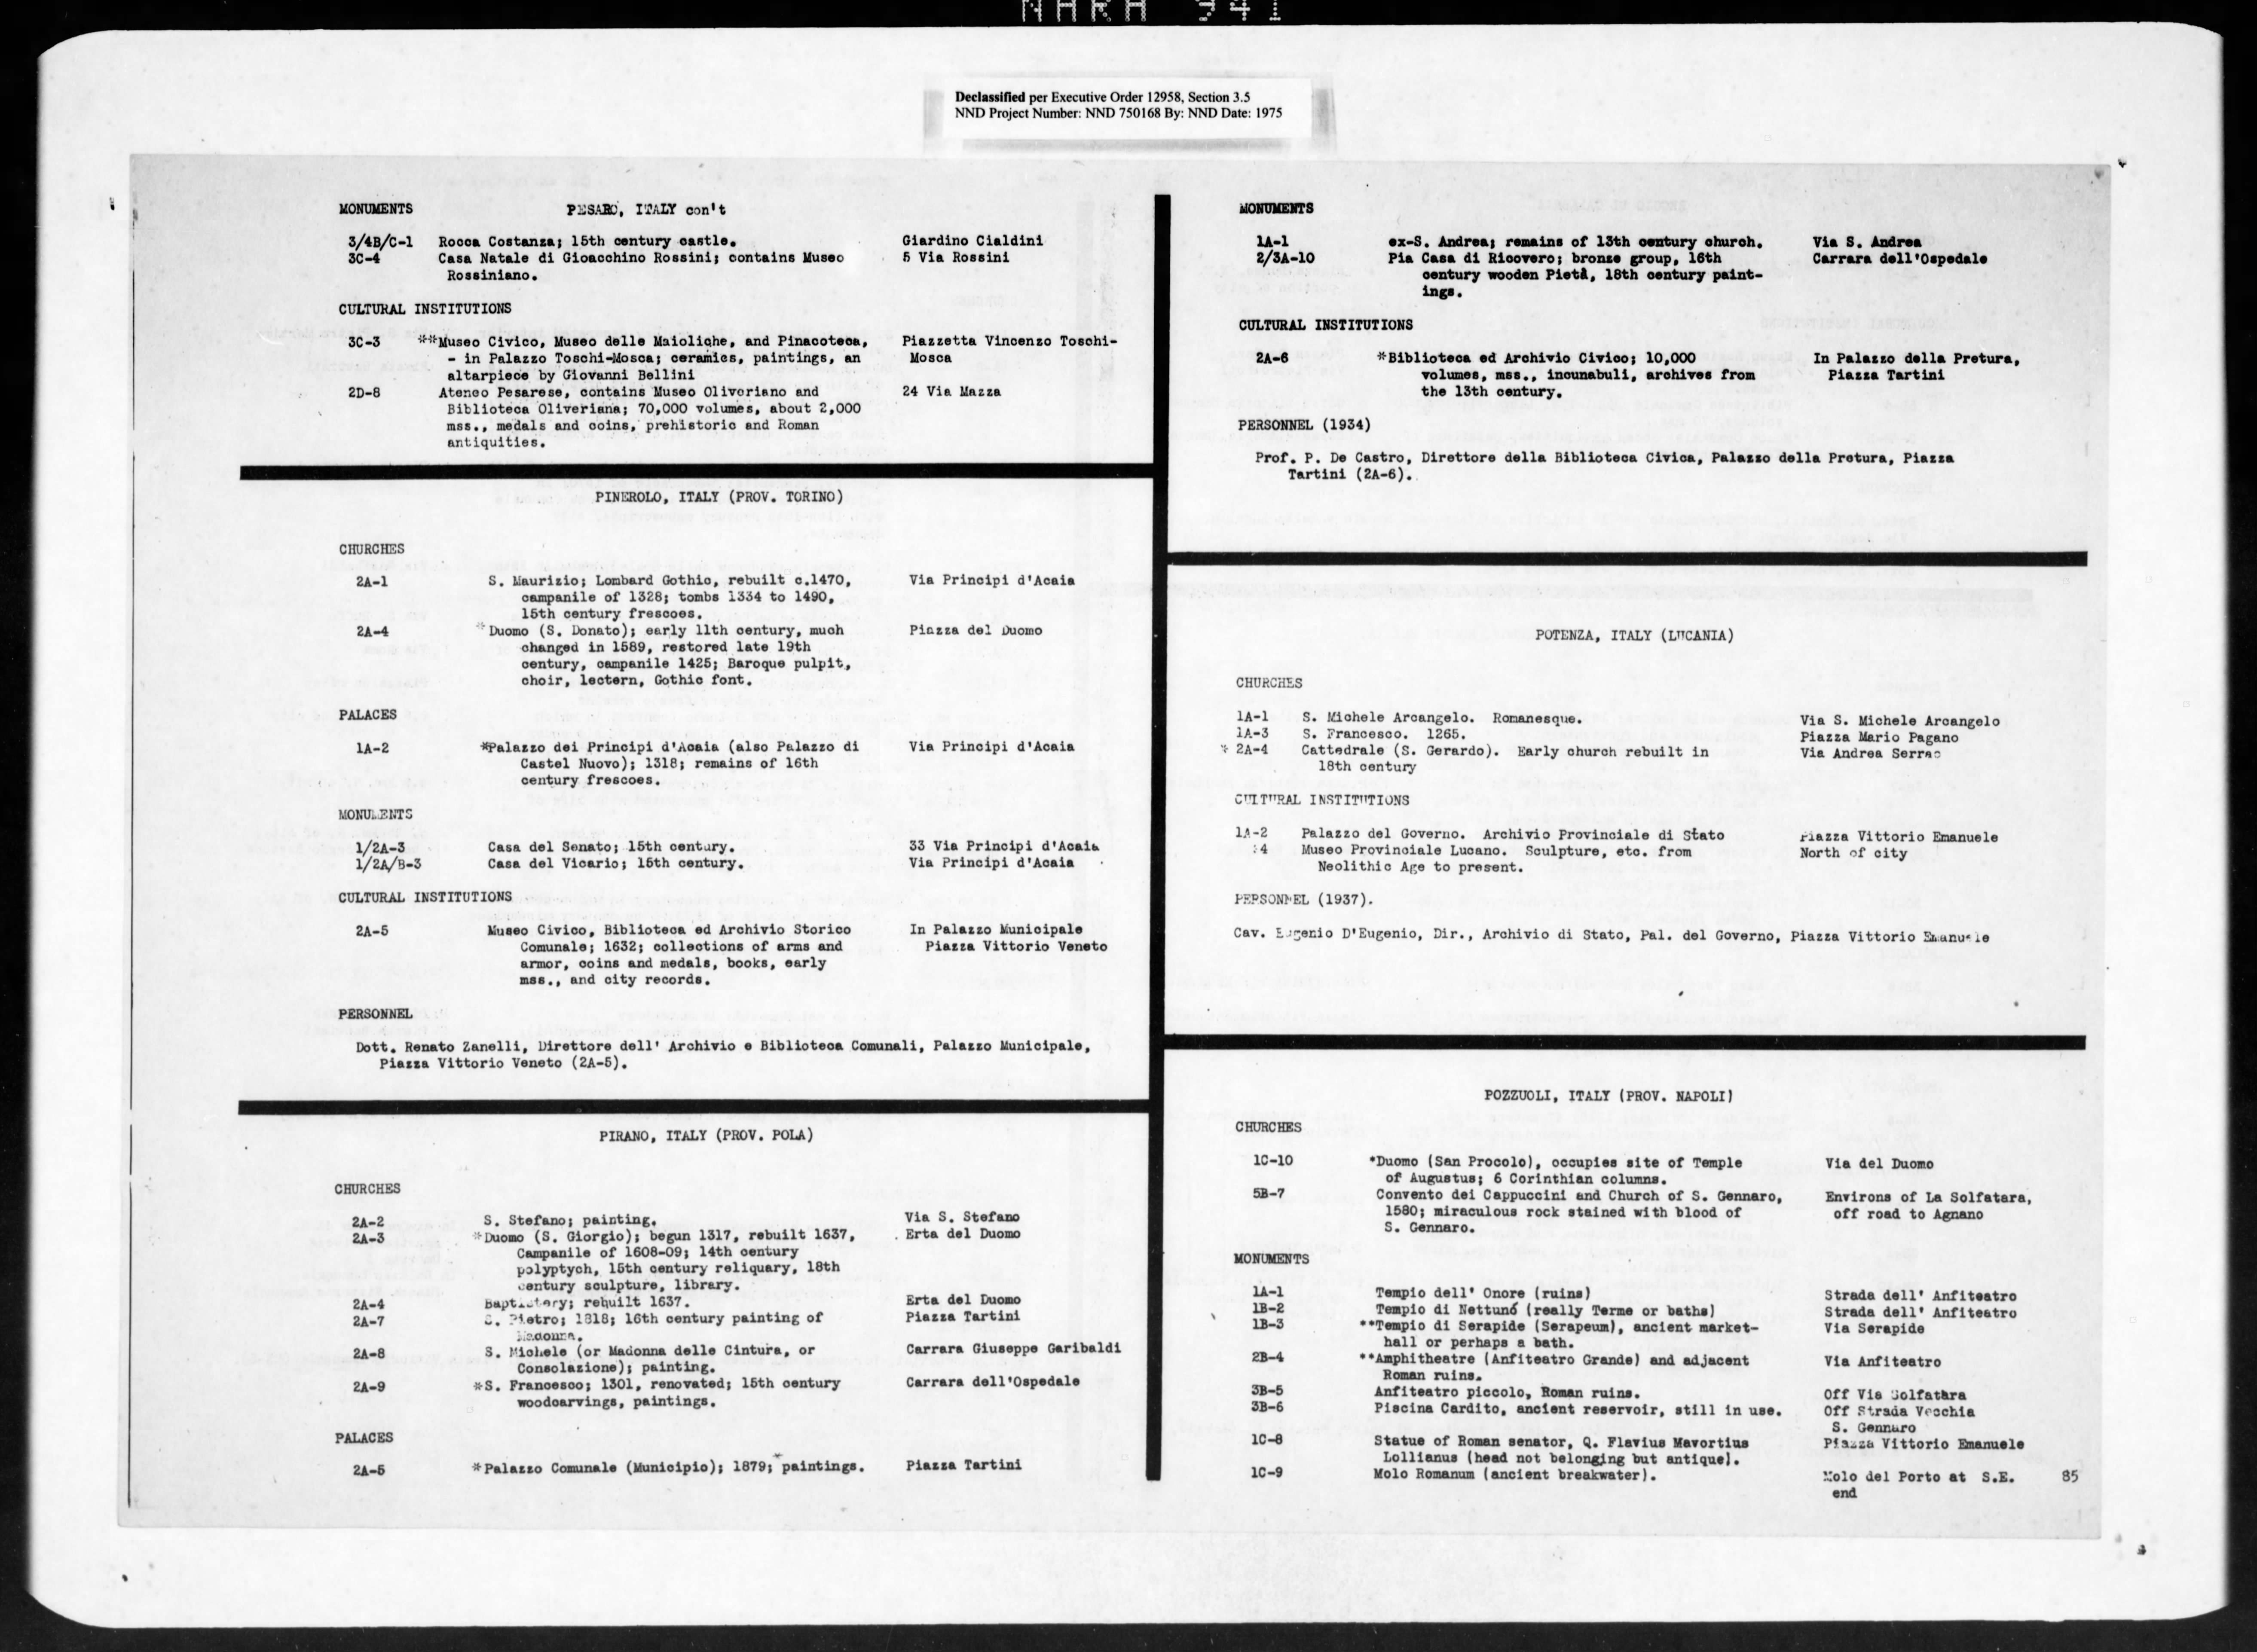 NARA 941
Declassified per Executive Order 12958, Section 3.5
NND Project Number: NND 750168 By: NND Date: 1975
MONUMENTS PESARO, ITALY con't
3/4B/C-1 Rocca Costanza; 15th century castle. Giardino Cialdini
3C-4 Casa Natale di Gioacchino Rossini; contains Museo 5 Via Rossini
Rossiniano.
CULTURAL INSTITUTIONS
3C-3 **Museo Civico, Museo delle Maioliche, and Pinacoteca, Piazzetta Vincenzo Toschi-
- in Palazzo Toschi-Mosca; ceramics, paintings, an Mosca
altarpiece by Giovanni Bellini
2D-8 Ateneo Pesarese, contains Museo Oliveriano and 24 Via Mazza
Biblioteca Oliveriana; 70,000 volumes, about 2,000
mss., medals and coins, prehistoric and Roman
antiquities.
PINEROLO, ITALY (PROV. TORINO)
CHURCHES
2A-1 S. Maurizio; Lombard Gothic, rebuilt c.1470, Via Principi d'Acaia
campanile of 1328; tombs 1334 to 1490,
15th century frescoes.
2A-4 *Duomo (S. Donato); early 11th century, much Piazza del Duomo
changed in 1589, restored late 19th
century, campanile 1425; Baroque pulpit,
choir, lectern, Gothic font.
PALACES
1A-2 *Palazzo dei Principi d'Acaia (also Palazzo di Via Principi d'Acaia
Castel Nuovo); 1318; remains of 16th
century frescoes.
MONUMENTS
1/2A-3 Casa del Senato; 15th century. 33 Via Principi d'Acaia
1/2A/B-3 Casa del Vicario; 15th century. Via Principi d'Acaia
CULTURAL INSTITUTIONS
2A-5 Museo Civico, Biblioteca ed Archivio Storico In Palazzo Municipale
Comunale; 1632; collections of arms and Piazza Vittorio Veneto
armor, coins and medals, books, early
mss., and city records.
PERSONNEL
Dott. Renato Zanelli, Direttore dell' Archivio e Biblioteca Comunali, Palazzo Municipale,
Piazza Vittorio Veneto (2A-5).
PIRANO, ITALY (PROV. POLA)
CHURCHES
2A-2 S. Stefano; painting. Via S. Stefano
2A-3 *Duomo (S. Giorgio); begun 1317, rebuilt 1637, Erta del Duomo
Campanile of 1608-09; 14th century
polyptych, 15th century reliquary, 18th
century sculpture, library.
2A-4 Baptistery; rebuilt 1637. Erta del Duomo
2A-7 S. Pietro; 1818; 16th century painting of Piazza Tartini
Madonna.
2A-8 S. Michele (or Madonna delle Cintura, or Carrara Giuseppe Garibaldi
Consolazione); painting.
2A-9 *S. Francesco; 1301, renovated; 15th century Carrara dell'Ospedale
woodcarvings, paintings.
PALACES
2A-5 *Palazzo Comunale (Municipio); 1879; paintings. Piazza Tartini
MONUMENTS
1A-1 ex-S. Andrea; remains of 13th century church. Via S. Andrea
2/3A-10 Pia Casa di Ricovero; bronze group, 16th Carrara dell'Ospedale
century wooden Pietà, 18th century paint-
ings.
CULTURAL INSTITUTIONS
2A-6 *Biblioteca ed Archivio Civico; 10,000 In Palazzo della Pretura,
volumes, mss., incunabuli, archives from Piazza Tartini
the 13th century.
PERSONNEL (1934)
Prof. P. De Castro, Direttore della Biblioteca Civica, Palazzo della Pretura, Piazza
Tartini (2A-6).
POTENZA, ITALY (LUCANIA)
CHURCHES
1A-1 S. Michele Arcangelo. Romanesque. Via S. Michele Arcangelo
1A-3 S. Francesco. 1265. Piazza Mario Pagano
* 2A-4 Cattedrale (S. Gerardo). Early church rebuilt in Via Andrea Serrao
18th century
CULTURAL INSTITUTIONS
1A-2 Palazzo del Governo. Archivio Provinciale di Stato Piazza Vittorio Emanuele
4 Museo Provinciale Lucano. Sculpture, etc. from North of city
Neolithic Age to present.
PERSONNEL (1937).
Cav. Eugenio D'Eugenio, Dir., Archivio di Stato, Pal. del Governo, Piazza Vittorio Emanuele
POZZUOLI, ITALY (PROV. NAPOLI)
CHURCHES
1C-10 *Duomo (San Procolo), occupies site of Temple Via del Duomo
of Augustus; 6 Corinthian columns.
5B-7 Convento dei Cappuccini and Church of S. Gennaro, Environs of La Solfatara,
1580; miraculous rock stained with blood of off road to Agnano
S. Gennaro.
MONUMENTS
1A-1 Tempio dell' Onore (ruins) Strada dell' Anfiteatro
1B-2 Tempio di Nettuno (really Terme or baths) Strada dell' Anfiteatro
1B-3 **Tempio di Serapide (Serapeum), ancient market- Via Serapide
hall or perhaps a bath.
2B-4 **Amphitheatre (Anfiteatro Grande) and adjacent Via Anfiteatro
Roman ruins.
3B-5 Anfiteatro piccolo, Roman ruins. Off Via Solfatara
3B-6 Piscina Cardito, ancient reservoir, still in use. Off Strada Vecchia
S. Gennaro
1C-8 Statue of Roman senator, Q. Flavius Mavortius Piazza Vittorio Emanuele
Lollianus (head not belonging but antique).
1C-9 Molo Romanum (ancient breakwater). Molo del Porto at S.E. 85
end